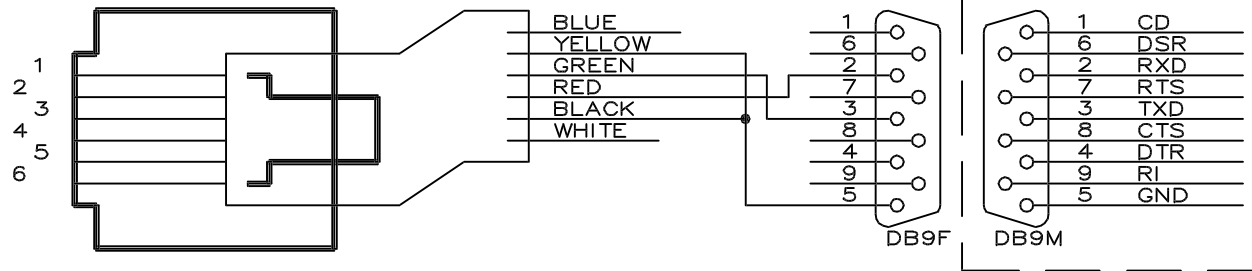 1
2
3
4
5
6
BLUE
YELLOW
GREEN
RED
BLACK
WHITE
1
6
2
7
3
8
4
9
5
DB9F
1 CD
6 DSR
2 RXD
7 RTS
3 TXD
8 CTS
4 DTR
9 RI
5 GND
DB9M